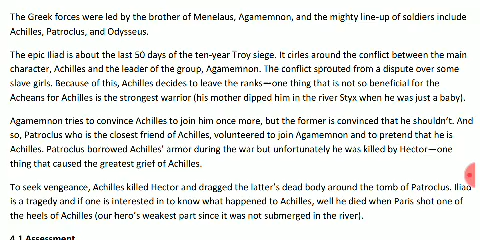 The Greek forces were led by the brother of Menelaus, Agamemnon, and the mighty line-up of soldiers include
Achilles, Patroclus, and Odysseus.
The epic Iliad is about the last 50 days of the ten-year Troy siege. It cirles around the conflict between the main
character, Achilles and the leader of the group, Agamemnon. The conflict sprouted from a dispute over some
slave girls. Because of this, Achilles decides to leave the ranks—one thing that is not so beneficial for the
Acheans for Achilles is the strongest warrior (his mother dipped him in the river Styx when he was just a baby).
Agamemnon tries to convince Achilles to join him once more, but the former is convinced that he shouldn't. And
so, Patroclus who is the closest friend of Achilles, volunteered to join Agamemnon and to pretend that he is
Achilles. Patroclus borrowed Achilles' armor during the war but unfortunately he was killed by Hector—one
thing that caused the greatest grief of Achilles.
To seek vengeance, Achilles killed Hector and dragged the latter's dead body around the tomb of Patroclus. Iliad
is a tragedy and if one is interested in to know what happened to Achilles, well he died when Paris shot one of
the heels of Achilles (our hero's weakest part since it was not submerged in the river).
4.1 Assessment